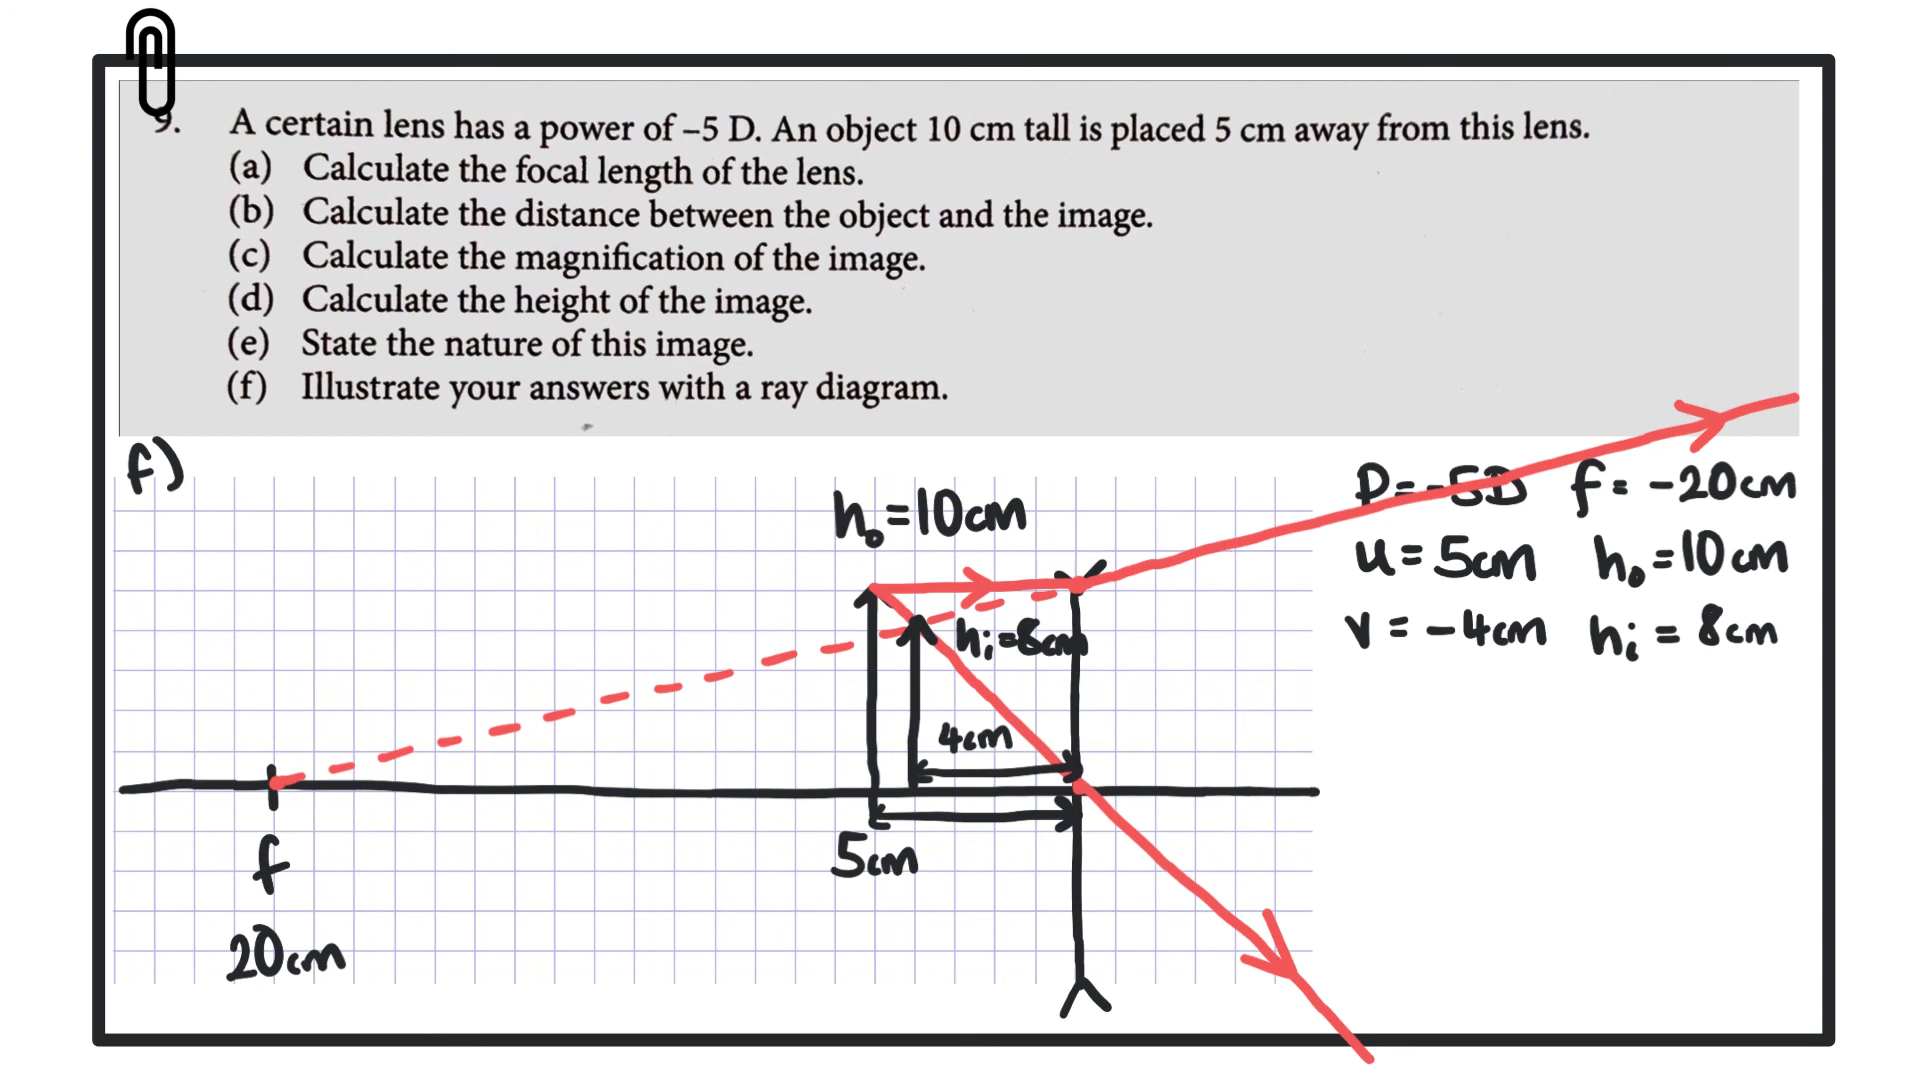 9. A certain lens has a power of –5 D. An object 10 cm tall is placed 5 cm away from this lens.
(a) Calculate the focal length of the lens.
(b) Calculate the distance between the object and the image.
(c) Calculate the magnification of the image.
(d) Calculate the height of the image.
(e) State the nature of this image.
(f) Illustrate your answers with a ray diagram.
f)
P = -5D f = -20cm
h₀ = 10cm
u = 5cm h₀ = 10cm
v = -4cm hᵢ = 8cm
hᵢ = 8cm
4cm
5cm
f
20cm